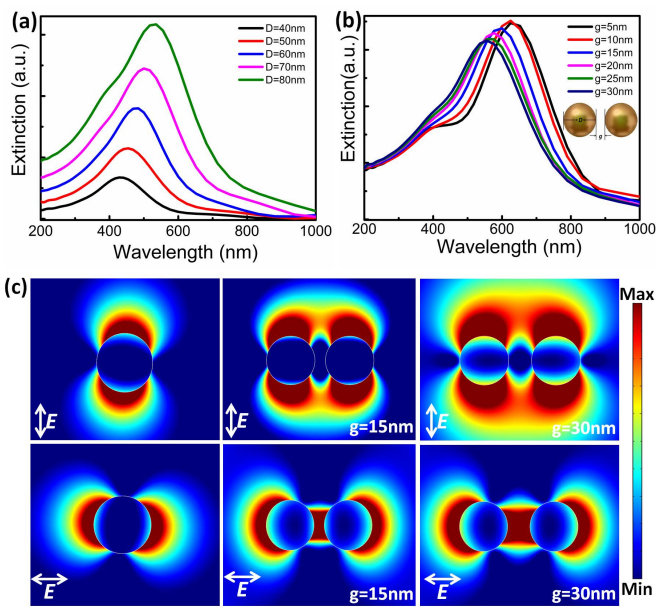 (a)
D=40nm
D=50nm
D=60nm
D=70nm
D=80nm
Extinction (a.u.)
200 400 600 800 1000
Wavelength (nm)
(b)
g=5nm
g=10nm
g=15nm
g=20nm
g=25nm
g=30nm
D
g
Extinction(a.u.)
200 400 600 800 1000
Wavelength (nm)
(c)
E
E g=15nm
E g=30nm
E
E g=15nm
E g=30nm
Max
Min